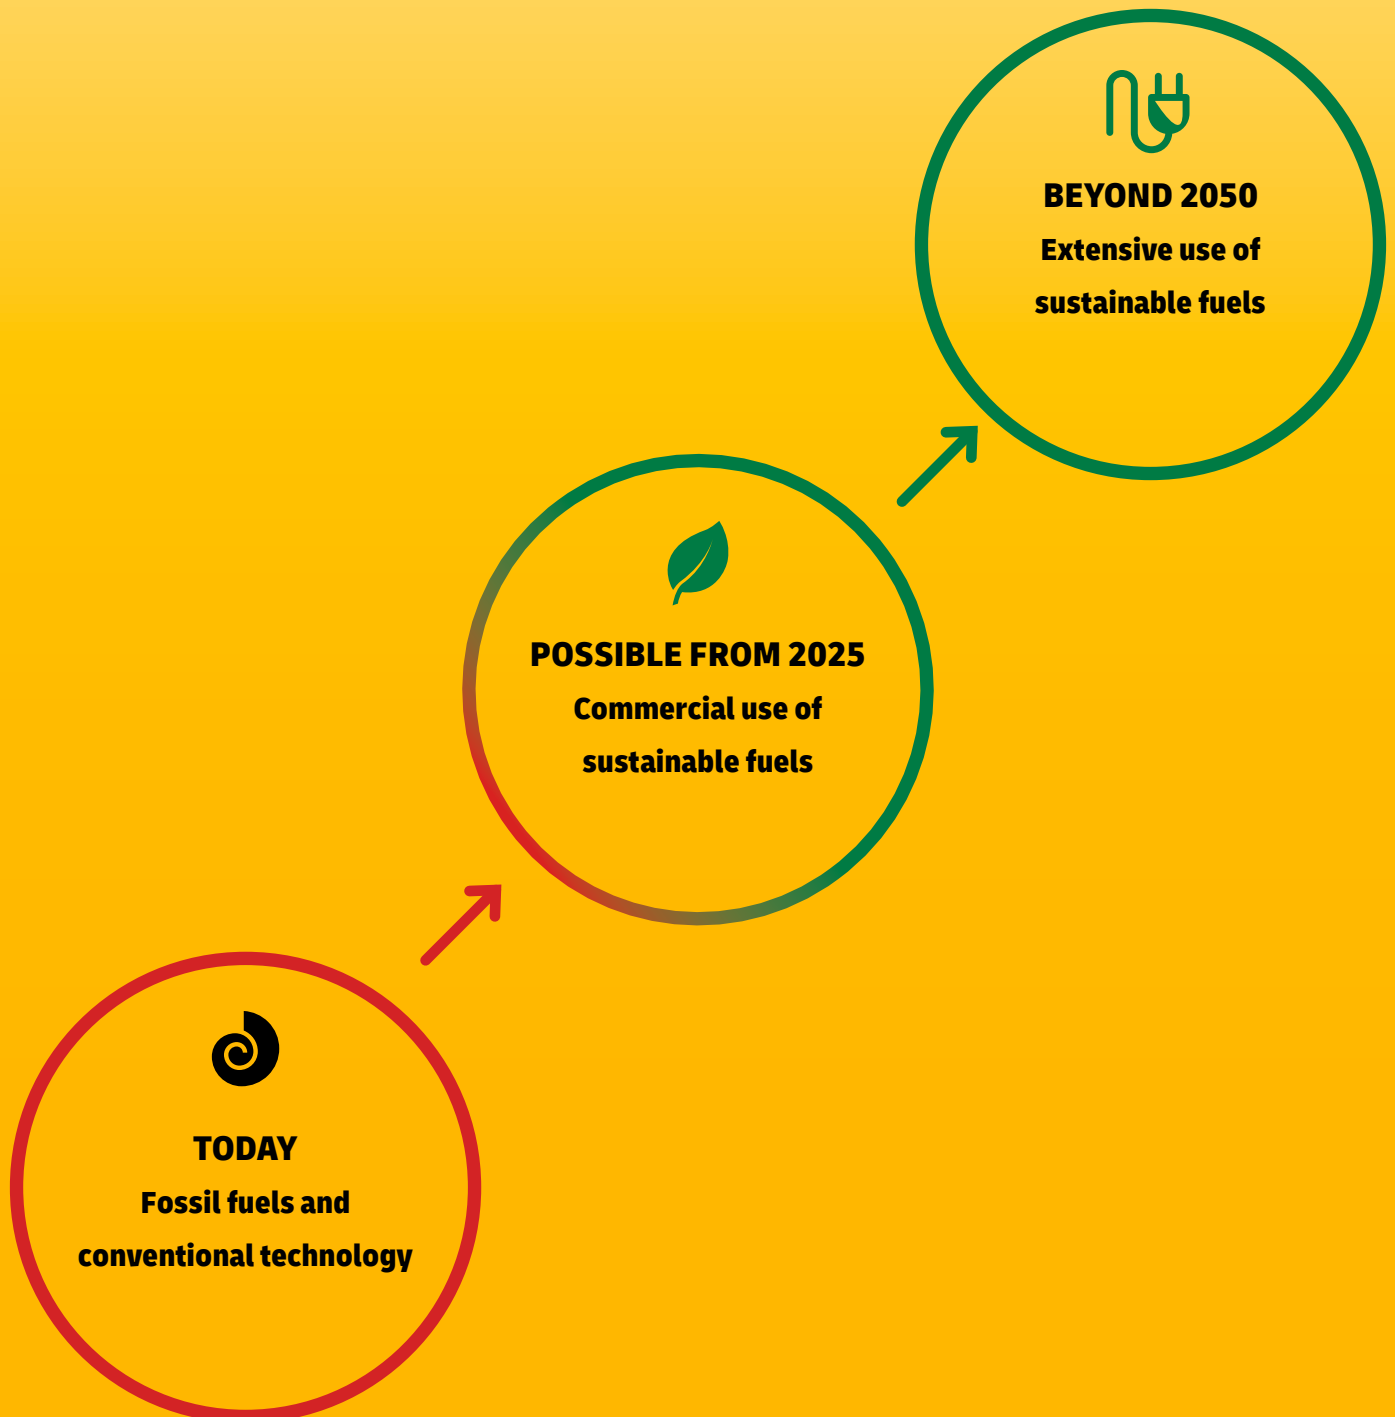 BEYOND 2050
Extensive use of
sustainable fuels
POSSIBLE FROM 2025
Commercial use of
sustainable fuels
TODAY
Fossil fuels and
conventional technology